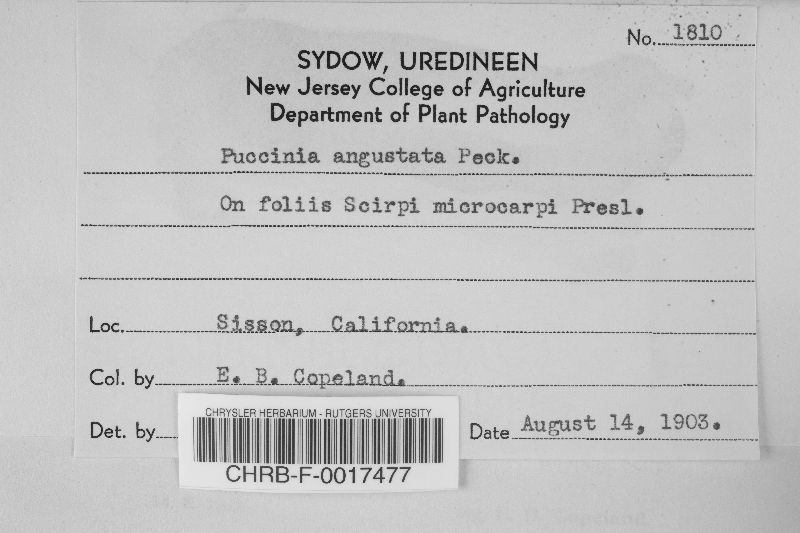 No. 1810
SYDOW, UREDINEEN
New Jersey College of Agriculture
Department of Plant Pathology
Puccinia angustata Peck.
On foliis Scirpi microcarpi Presl.
Loc. Sisson, California.
Col. by E. B. Copeland.
Det. by
Date August 14, 1903.
CHRYSLER HERBARIUM - RUTGERS UNIVERSITY
CHRB-F-0017477